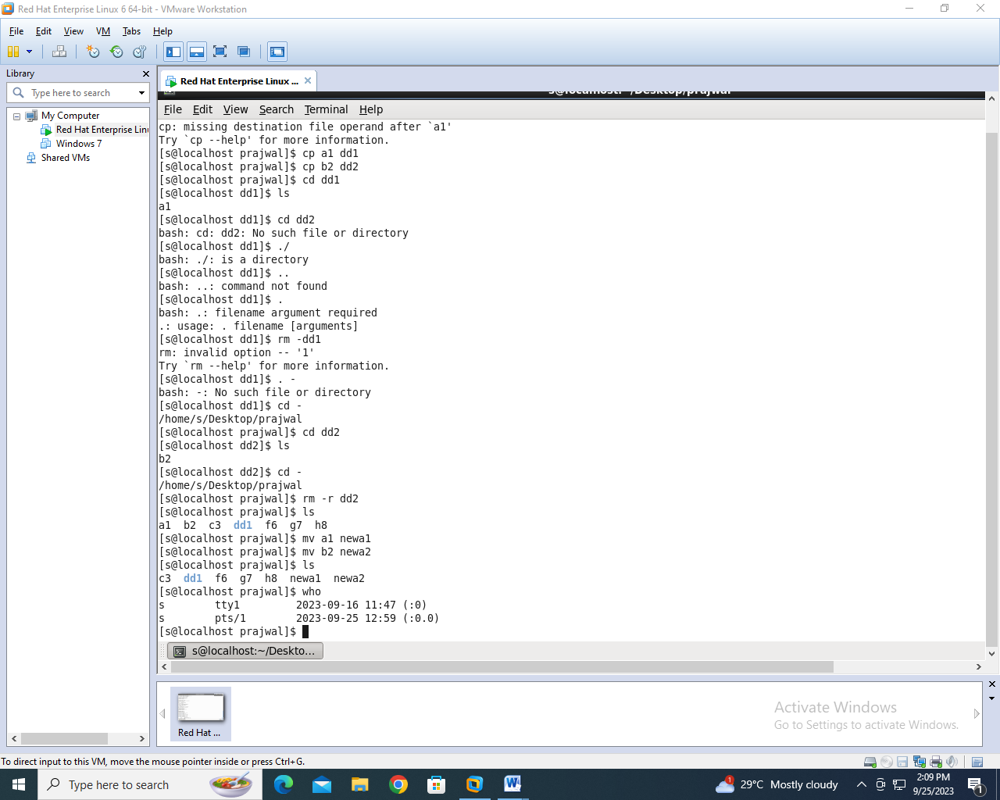 Red Hat Enterprise Linux 6 64-bit - VMware Workstation
File Edit View VM Tabs Help
Library
Type here to search
My Computer
Red Hat Enterprise Lin
Windows 7
Shared VMs
Red Hat Enterprise Linux ...
s@localhost:~/Desktop/prajwal
File Edit View Search Terminal Help
cp: missing destination file operand after `a1'
Try `cp --help' for more information.
[s@localhost prajwal]$ cp a1 dd1
[s@localhost prajwal]$ cp b2 dd2
[s@localhost prajwal]$ cd dd1
[s@localhost dd1]$ ls
a1
[s@localhost dd1]$ cd dd2
bash: cd: dd2: No such file or directory
[s@localhost dd1]$ ./
bash: ./: is a directory
[s@localhost dd1]$ ..
bash: ..: command not found
[s@localhost dd1]$ .
bash: .: filename argument required
.: usage: . filename [arguments]
[s@localhost dd1]$ rm -dd1
rm: invalid option -- '1'
Try `rm --help' for more information.
[s@localhost dd1]$ . -
bash: -: No such file or directory
[s@localhost dd1]$ cd -
/home/s/Desktop/prajwal
[s@localhost prajwal]$ cd dd2
[s@localhost dd2]$ ls
b2
[s@localhost dd2]$ cd -
/home/s/Desktop/prajwal
[s@localhost prajwal]$ rm -r dd2
[s@localhost prajwal]$ ls
a1 b2 c3 dd1 f6 g7 h8
[s@localhost prajwal]$ mv a1 newa1
[s@localhost prajwal]$ mv b2 newa2
[s@localhost prajwal]$ ls
c3 dd1 f6 g7 h8 newa1 newa2
[s@localhost prajwal]$ who
s tty1 2023-09-16 11:47 (:0)
s pts/1 2023-09-25 12:59 (:0.0)
[s@localhost prajwal]$
s@localhost:~/Deskto...
Red Hat ...
Activate Windows
Go to Settings to activate Windows.
To direct input to this VM, move the mouse pointer inside or press Ctrl+G.
Type here to search
1
29°C Mostly cloudy
2:09 PM
9/25/2023
1